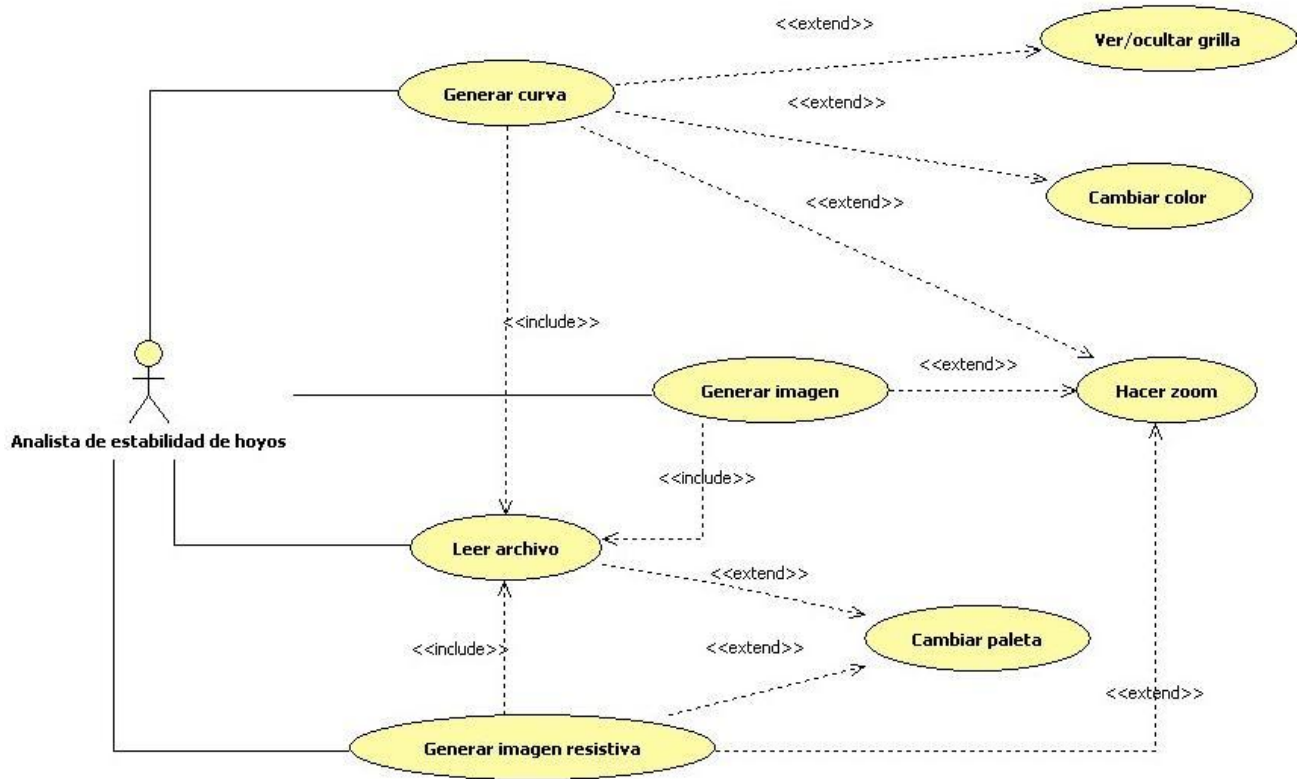 <<extend>>
Ver/ocultar grilla
Generar curva
<<extend>>
Cambiar color
<<extend>>
<<include>>
Generar imagen
<<extend>>
Hacer zoom
Analista de estabilidad de hoyos
<<include>>
Leer archivo
<<extend>>
Cambiar paleta
<<include>>
<<extend>>
<<extend>>
Generar imagen resistiva